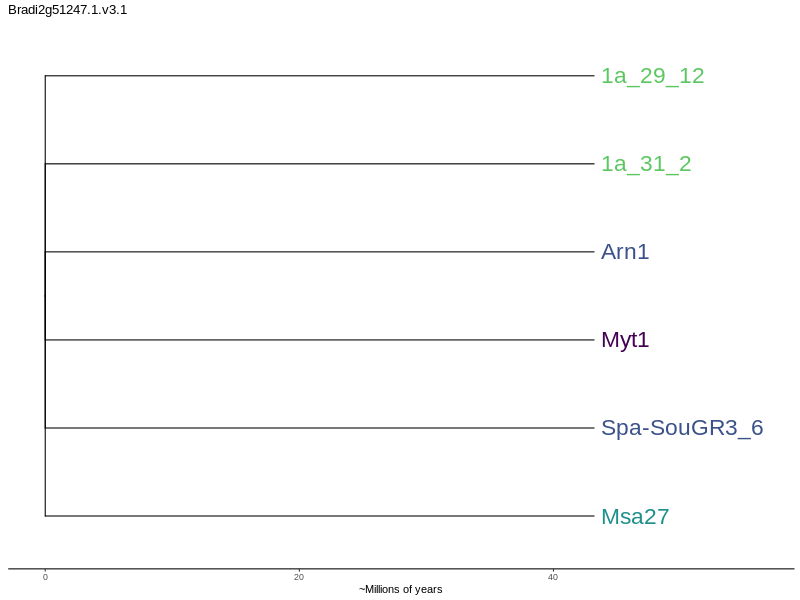 Bradi2g51247.1.v3.1
1a_29_12
1a_31_2
Arn1
Myt1
Spa-SouGR3_6
Msa27
0 20 40
~Millions of years